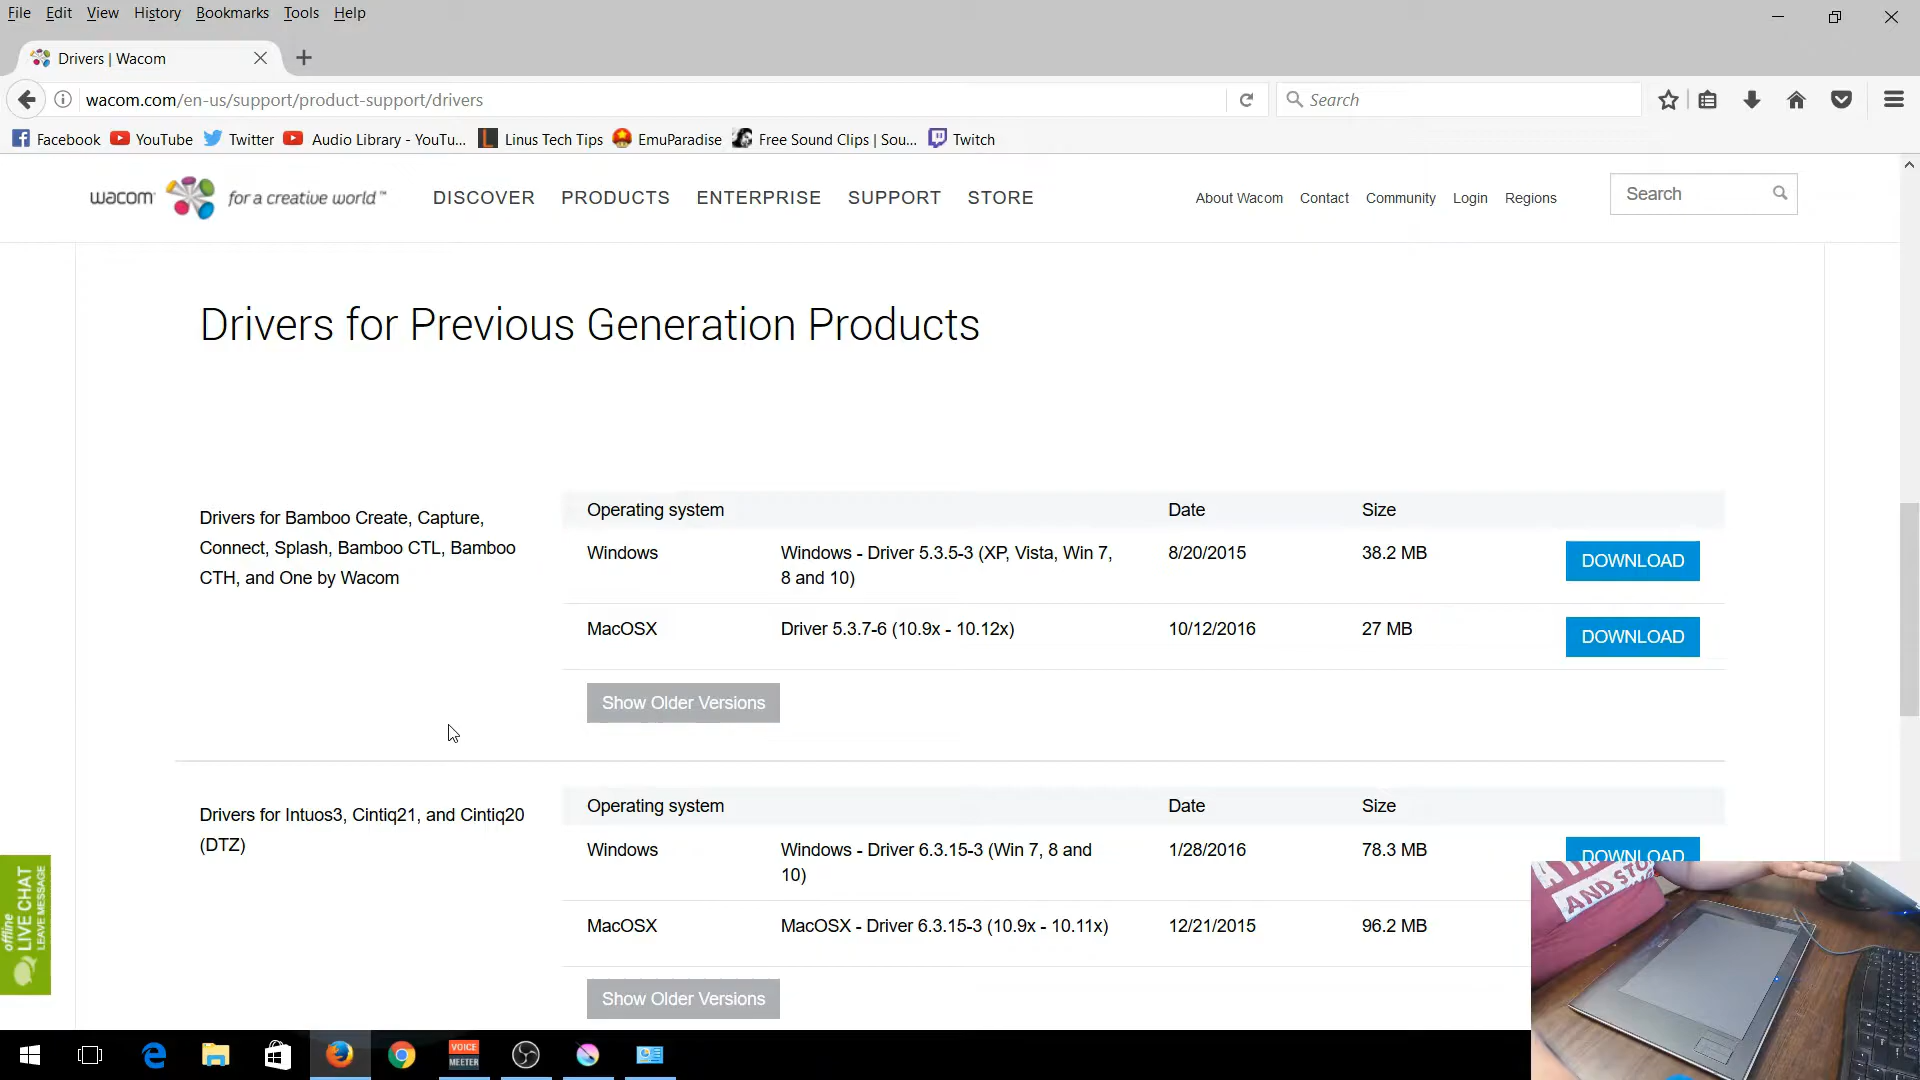 File Edit View History Bookmarks Tools Help
Drivers | Wacom
wacom.com/en-us/support/product-support/drivers
Search
Facebook YouTube Twitter Audio Library - YouTu... Linus Tech Tips EmuParadise Free Sound Clips | Sou... Twitch
wacom for a creative world™ DISCOVER PRODUCTS ENTERPRISE SUPPORT STORE About Wacom Contact Community Login Regions Search
Drivers for Previous Generation Products
Drivers for Bamboo Create, Capture,
Connect, Splash, Bamboo CTL, Bamboo
CTH, and One by Wacom
Operating system Date Size
Windows Windows - Driver 5.3.5-3 (XP, Vista, Win 7, 8/20/2015 38.2 MB DOWNLOAD
8 and 10)
MacOSX Driver 5.3.7-6 (10.9x - 10.12x) 10/12/2016 27 MB DOWNLOAD
Show Older Versions
Drivers for Intuos3, Cintiq21, and Cintiq20
(DTZ)
Operating system Date Size
Windows Windows - Driver 6.3.15-3 (Win 7, 8 and 1/28/2016 78.3 MB DOWNLOAD
10)
MacOSX MacOSX - Driver 6.3.15-3 (10.9x - 10.11x) 12/21/2015 96.2 MB
Show Older Versions
offline
LIVE CHAT
LEAVE MESSAGE
AND STO
VOICE
MEETER